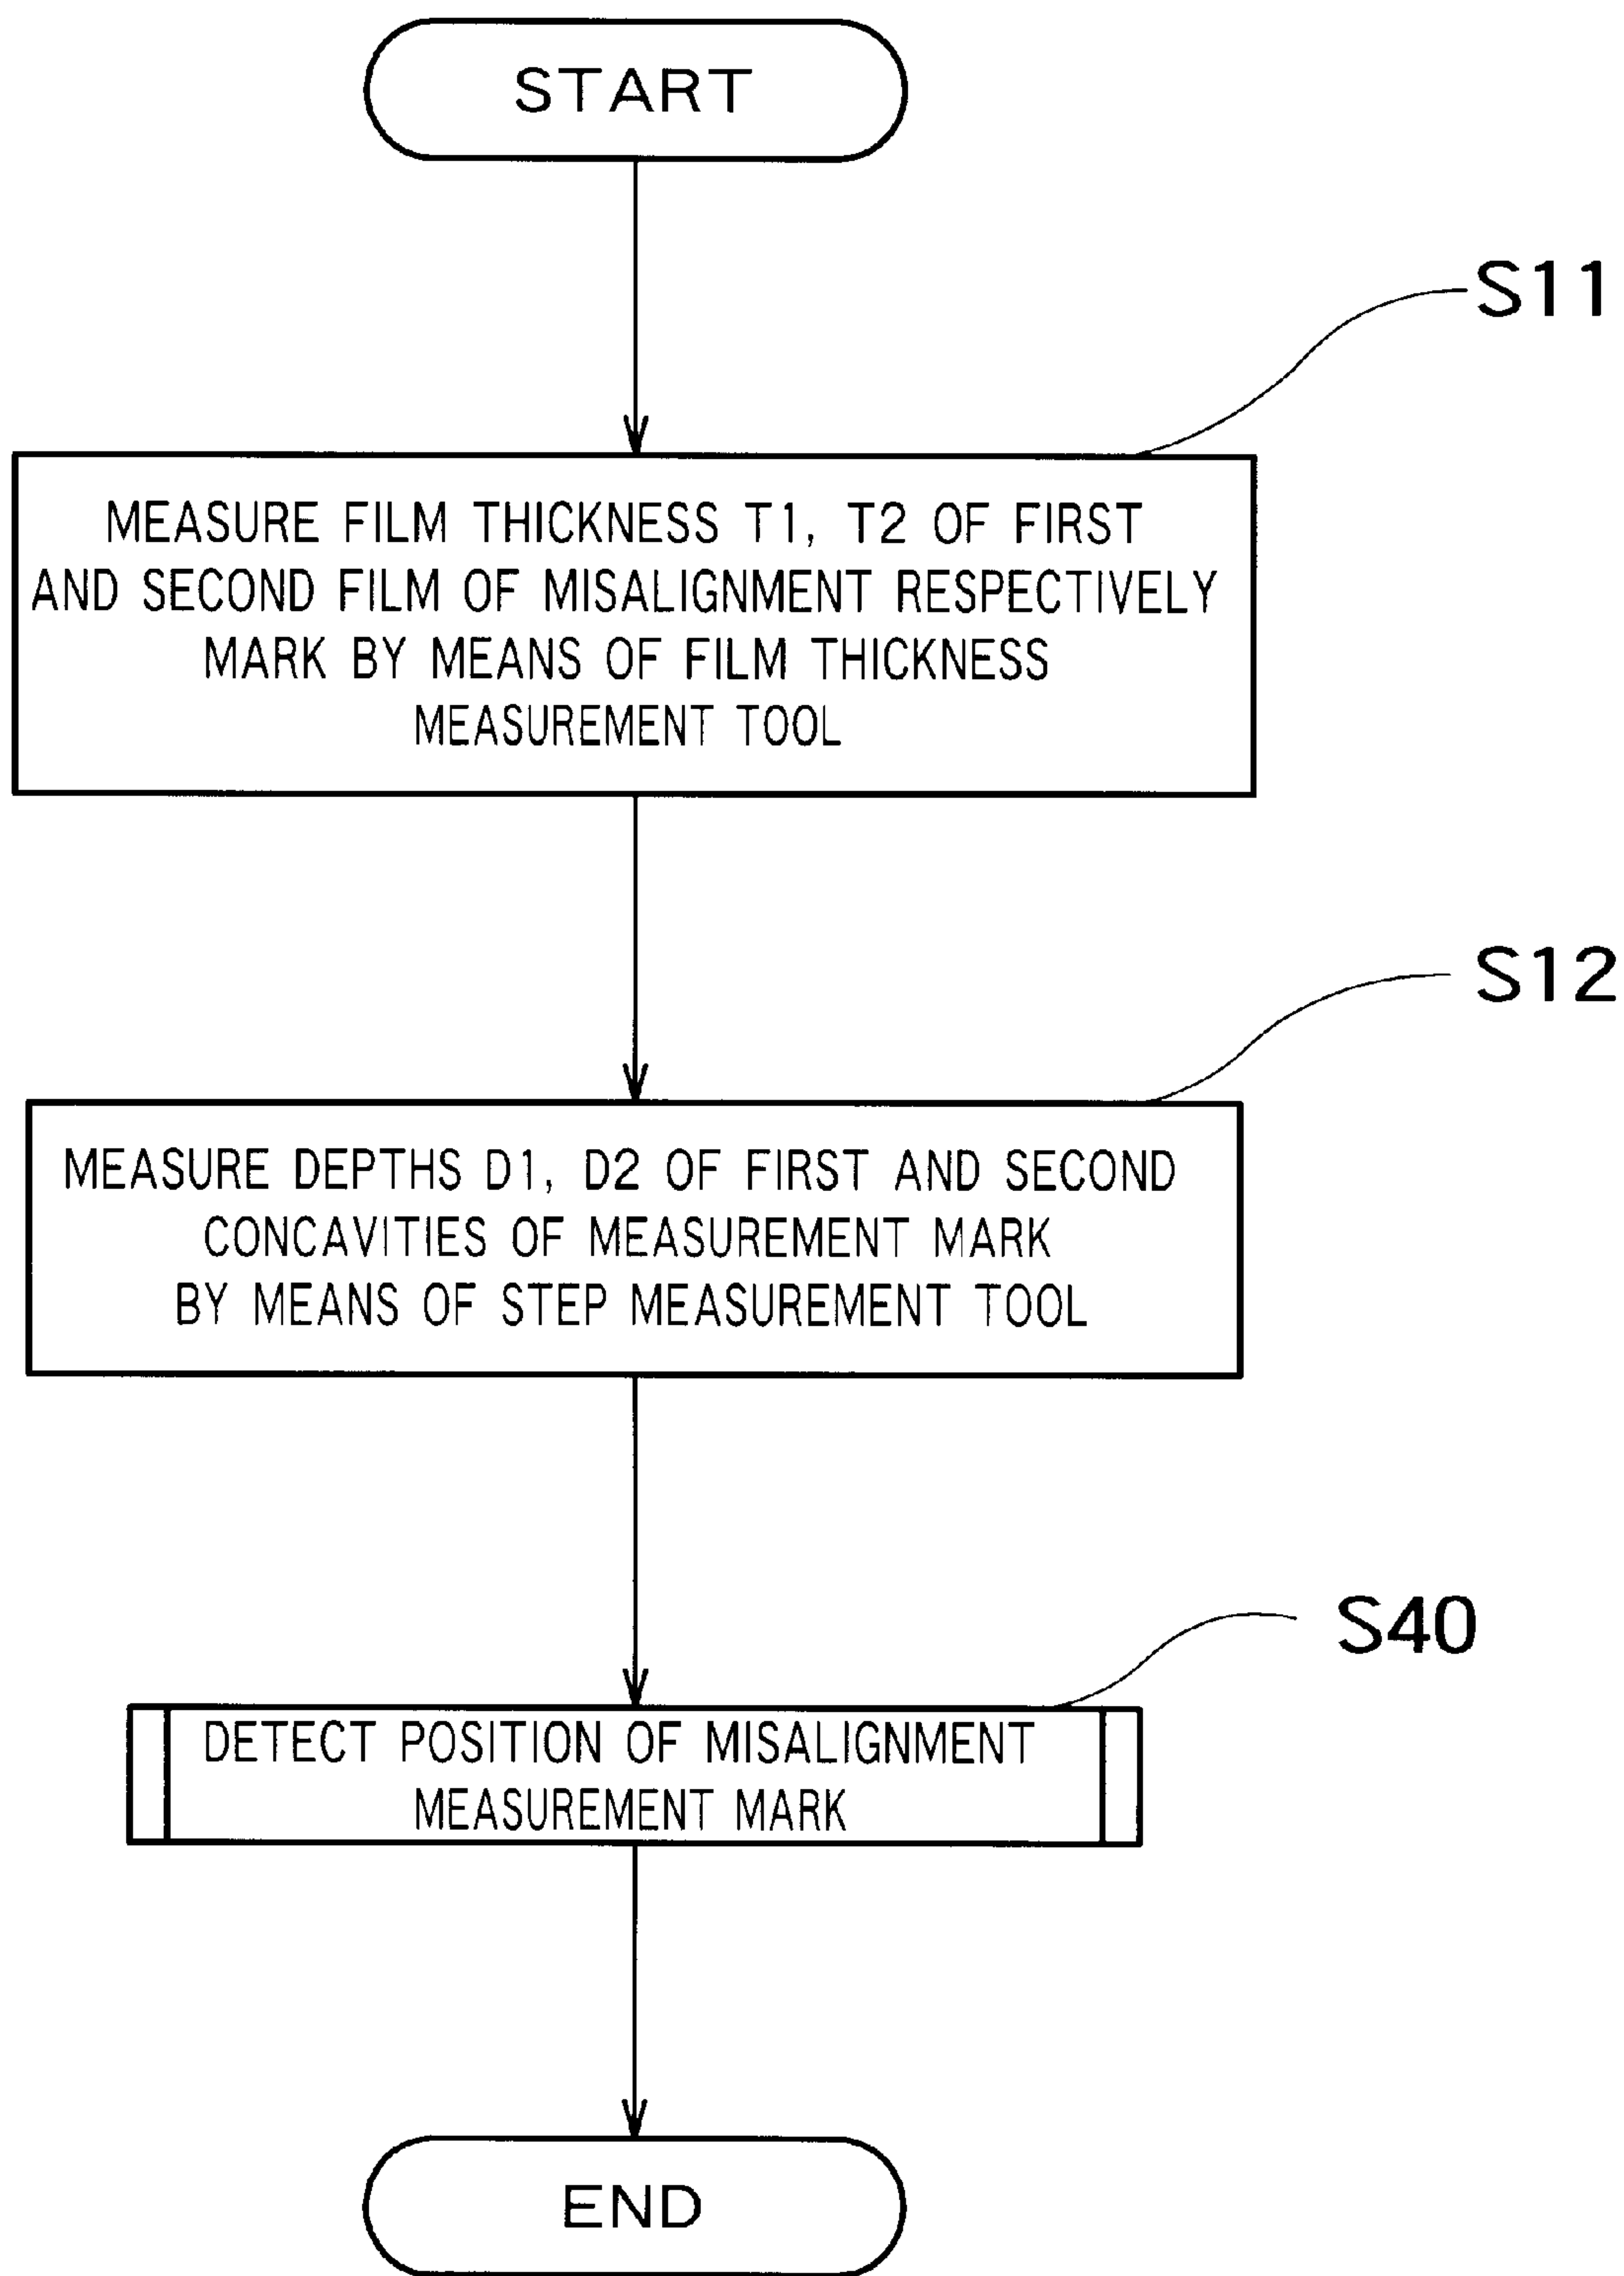 START
S11
MEASURE FILM THICKNESS T1, T2 OF FIRST
AND SECOND FILM OF MISALIGNMENT RESPECTIVELY
MARK BY MEANS OF FILM THICKNESS
MEASUREMENT TOOL
S12
MEASURE DEPTHS D1, D2 OF FIRST AND SECOND
CONCAVITIES OF MEASUREMENT MARK
BY MEANS OF STEP MEASUREMENT TOOL
S40
DETECT POSITION OF MISALIGNMENT
MEASUREMENT MARK
END